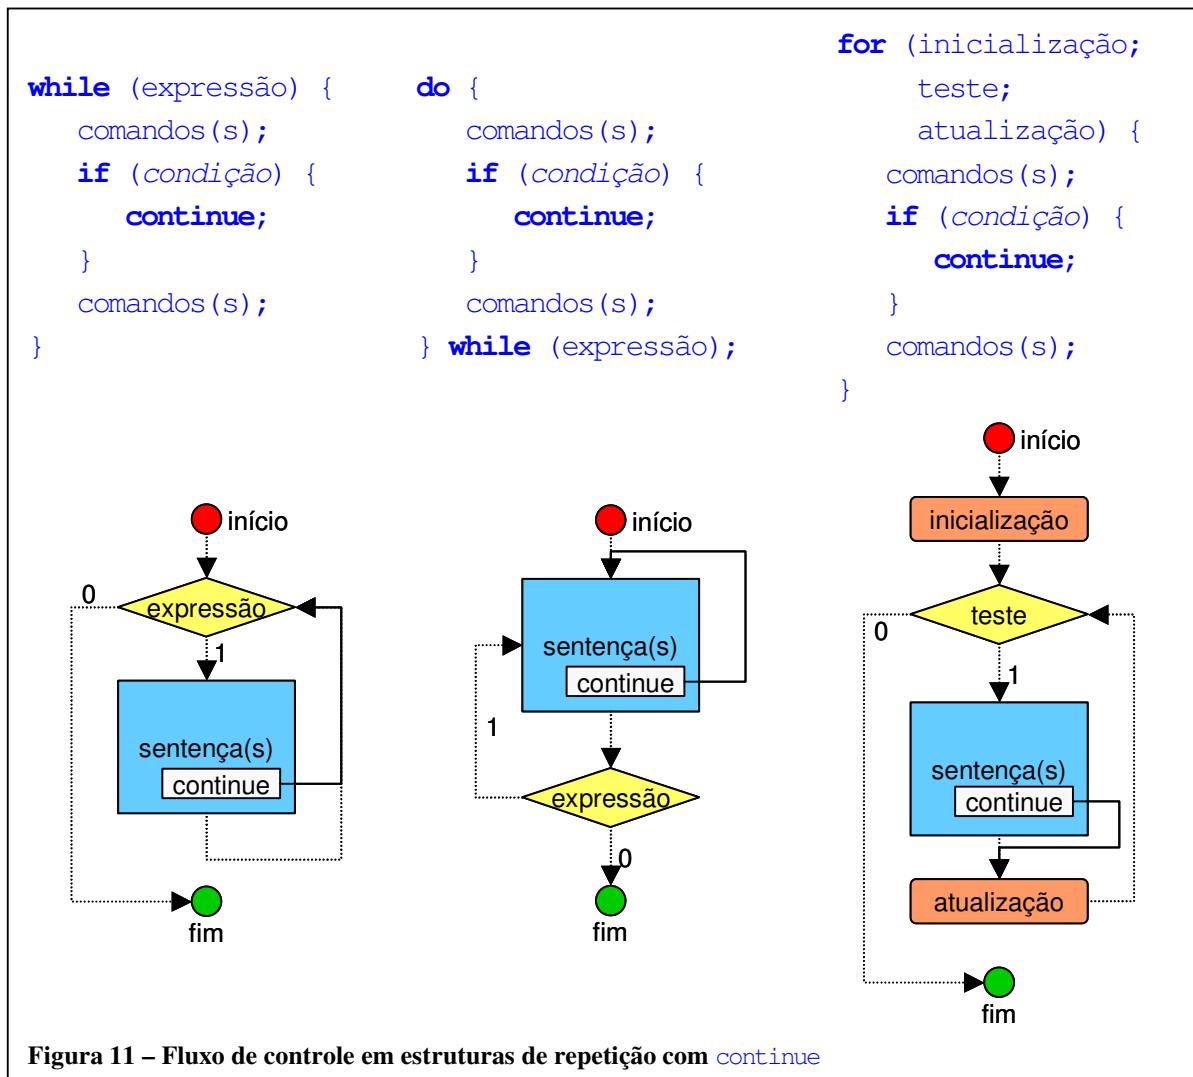 while (expressão) {
comandos(s);
if (condição) {
continue;
}
comandos(s);
}
do {
comandos(s);
if (condição) {
continue;
}
comandos(s);
} while (expressão);
for (inicialização;
teste;
atualização) {
comandos(s);
if (condição) {
continue;
}
comandos(s);
}
início
0
expressão
1
sentença(s)
continue
fim
início
sentença(s)
continue
1
expressão
0
fim
início
inicialização
teste
0
1
sentença(s)
continue
atualização
fim
Figura 11 – Fluxo de controle em estruturas de repetição com continue